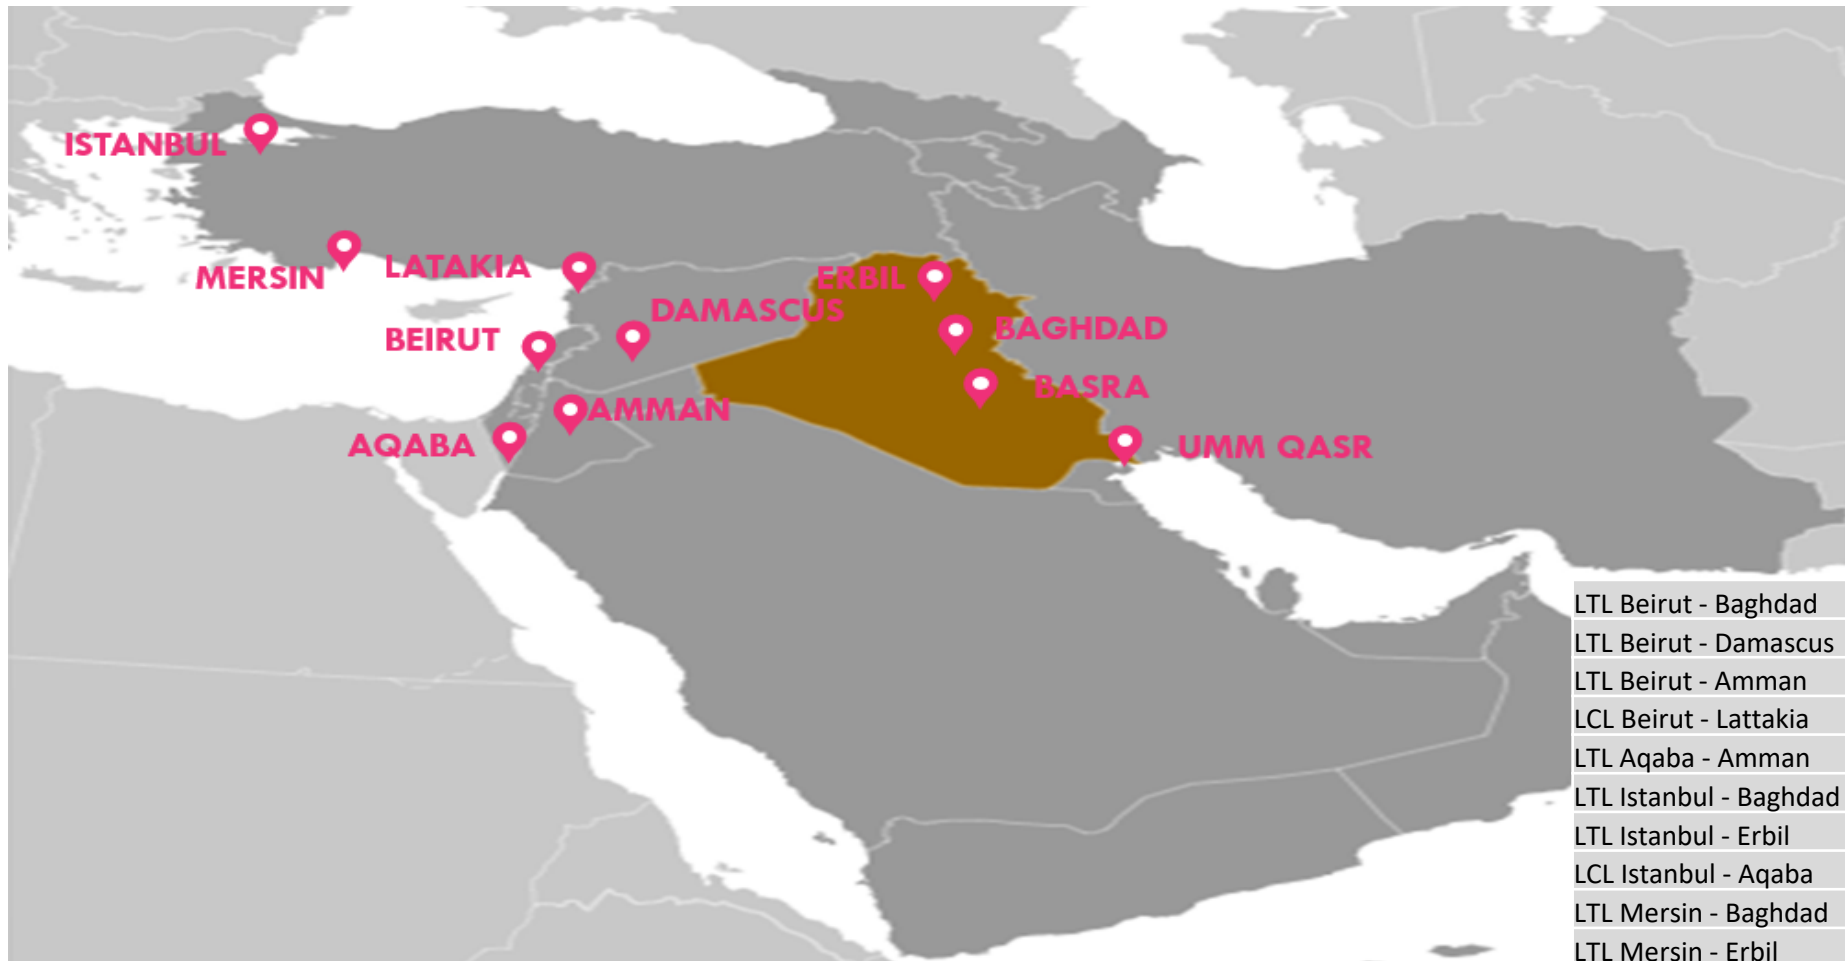 ISTANBUL
MERSIN
LATAKIA
ERBIL
DAMASCUS
BEIRUT
BAGHDAD
BASRA
AMMAN
AQABA
UMM QASR
LTL Beirut - Baghdad
LTL Beirut - Damascus
LTL Beirut - Amman
LCL Beirut - Lattakia
LTL Aqaba - Amman
LTL Istanbul - Baghdad
LTL Istanbul - Erbil
LCL Istanbul - Aqaba
LTL Mersin - Baghdad
LTL Mersin - Erbil